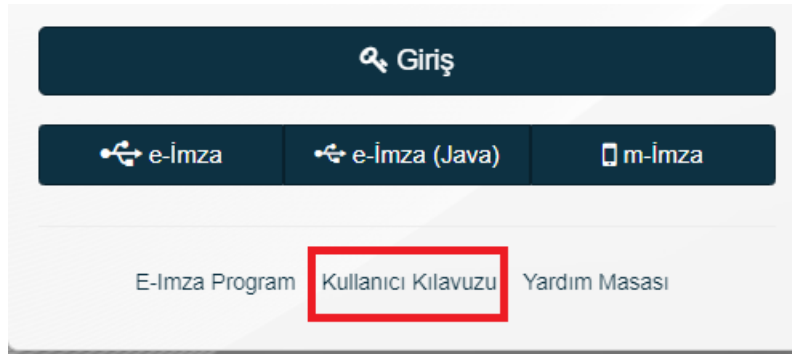 Giriş
e-İmza e-İmza (Java) m-İmza
E-Imza Program Kullanıcı Kılavuzu Yardım Masası